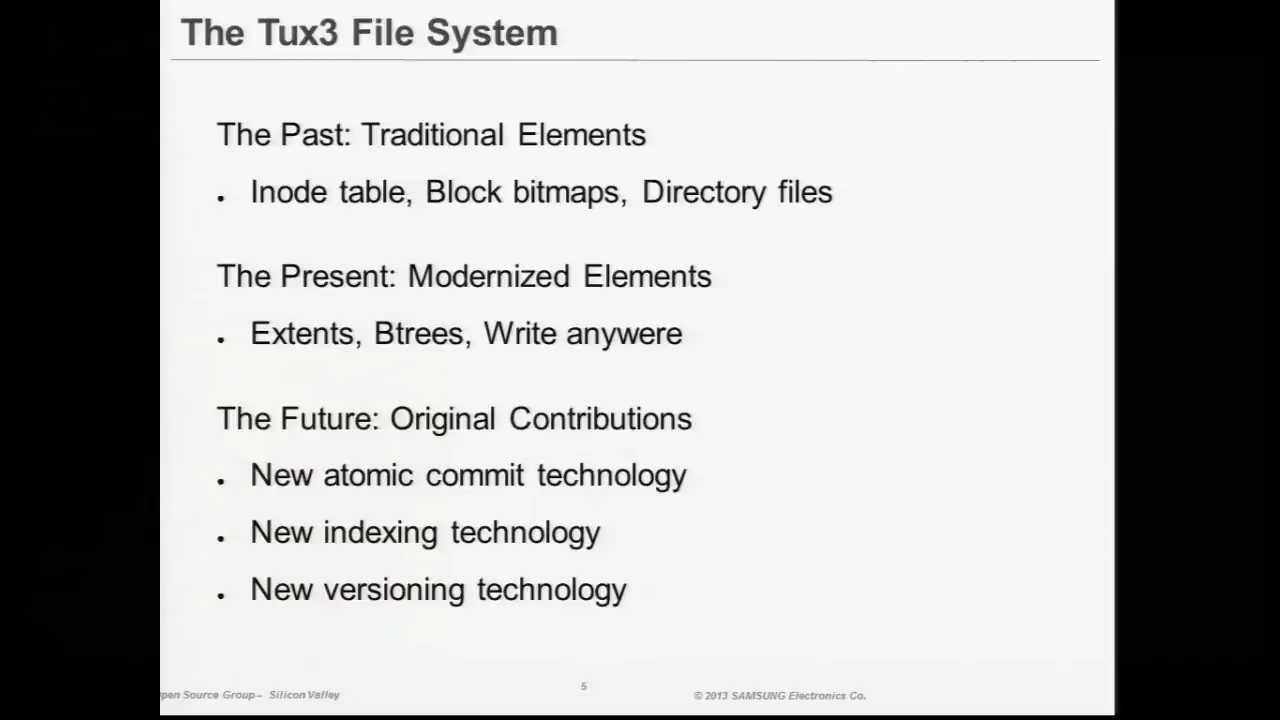 The Tux3 File System
The Past: Traditional Elements
• Inode table, Block bitmaps, Directory files
The Present: Modernized Elements
• Extents, Btrees, Write anywere
The Future: Original Contributions
• New atomic commit technology
• New indexing technology
• New versioning technology
pen Source Group– Silicon Valley
5
© 2013 SAMSUNG Electronics Co.